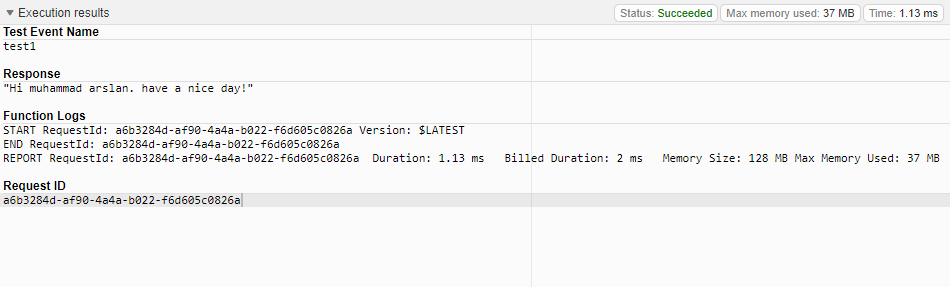 Execution results
Status: Succeeded
Max memory used: 37 MB
Time: 1.13 ms
Test Event Name
test1
Response
"Hi muhammad arslan. have a nice day!"
Function Logs
START RequestId: a6b3284d-af90-4a4a-b022-f6d605c0826a Version: $LATEST
END RequestId: a6b3284d-af90-4a4a-b022-f6d605c0826a
REPORT RequestId: a6b3284d-af90-4a4a-b022-f6d605c0826a  Duration: 1.13 ms   Billed Duration: 2 ms   Memory Size: 128 MB Max Memory Used: 37 MB
Request ID
a6b3284d-af90-4a4a-b022-f6d605c0826a